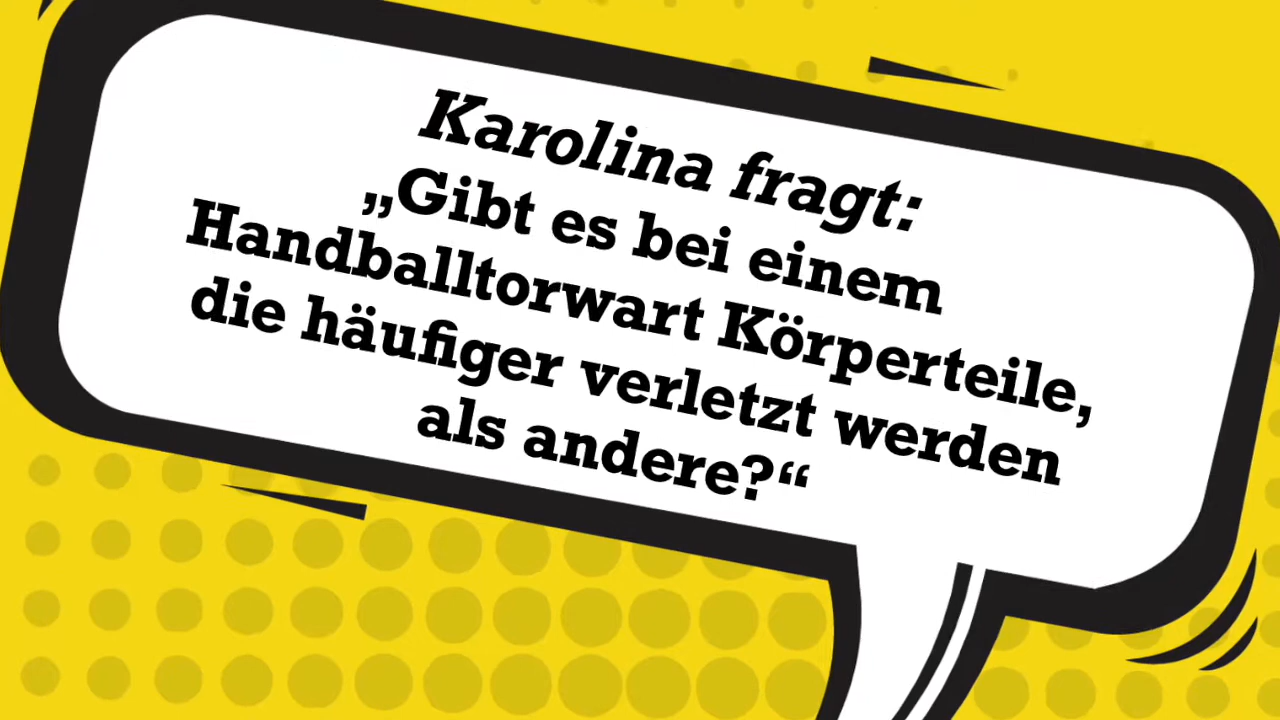 Karolina fragt:
„Gibt es bei einem
Handballtorwart Körperteile,
die häufiger verletzt werden
als andere?“